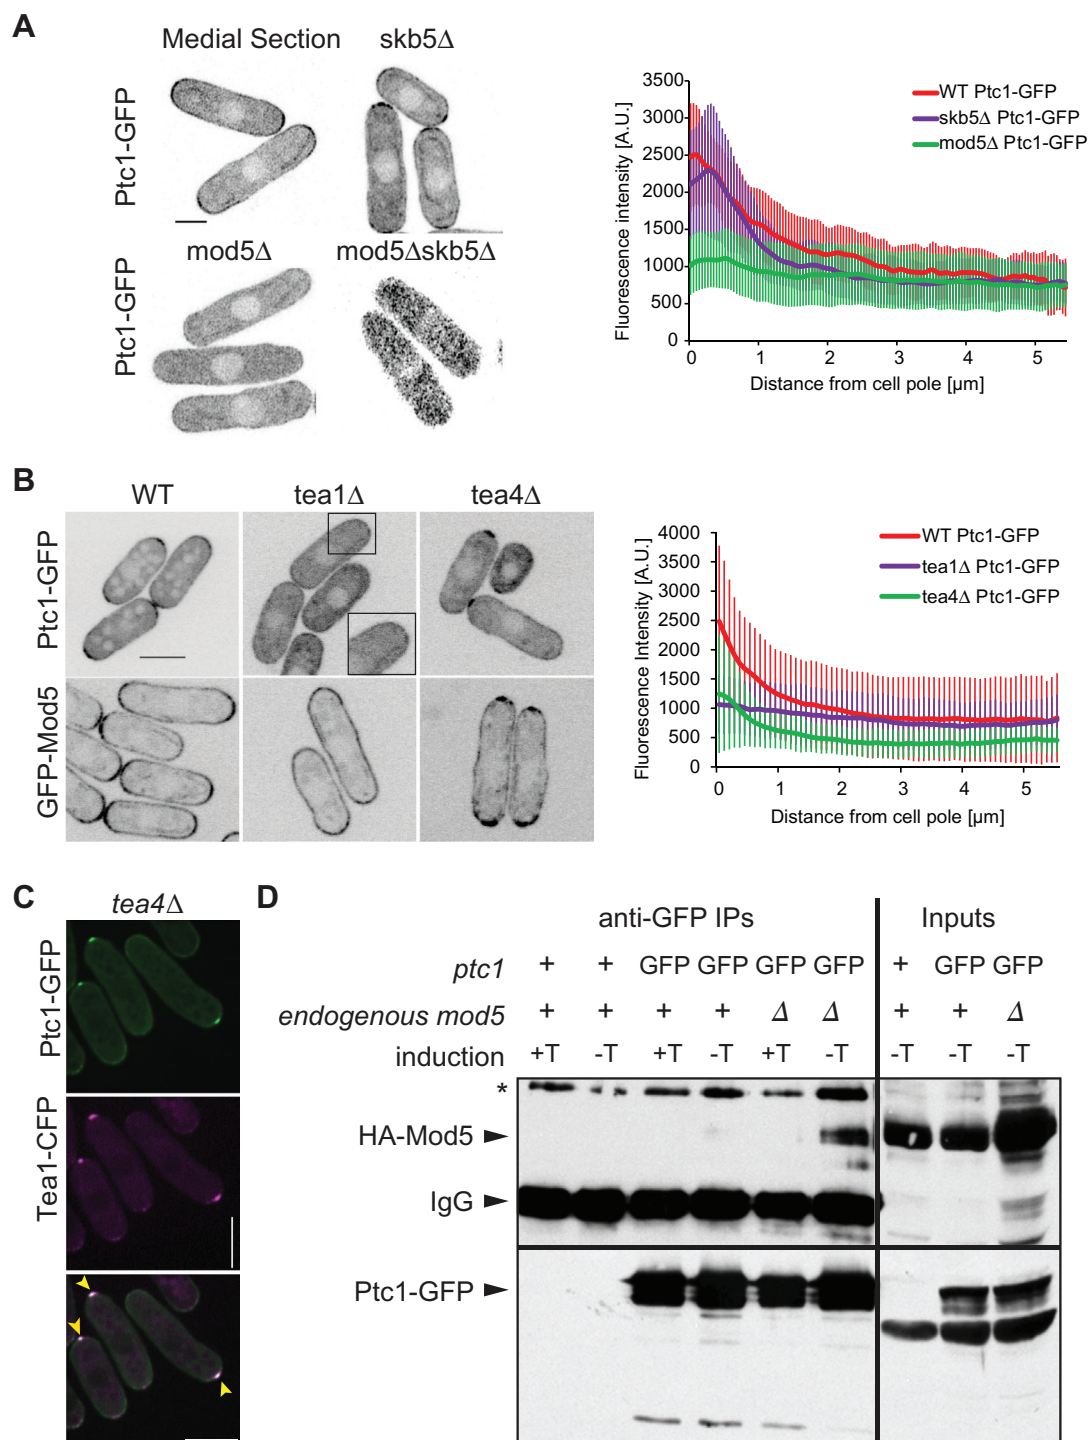 A
Medial Section
skb5Δ
Ptc1-GFP
mod5Δ
mod5Δskb5Δ
Ptc1-GFP
Fluorescence intensity [A.U.]
3500
3000
2500
2000
1500
1000
500
0
WT Ptc1-GFP
skb5Δ Ptc1-GFP
mod5Δ Ptc1-GFP
0 1 2 3 4 5
Distance from cell pole [µm]
B
WT
tea1Δ
tea4Δ
Ptc1-GFP
GFP-Mod5
Fluorescence Intensity [A.U.]
4000
3500
3000
2500
2000
1500
1000
500
0
WT Ptc1-GFP
tea1Δ Ptc1-GFP
tea4Δ Ptc1-GFP
0 1 2 3 4 5
Distance from cell pole [µm]
C
tea4Δ
Ptc1-GFP
Tea1-CFP
D
anti-GFP IPs
Inputs
ptc1 + + GFP GFP GFP GFP + GFP GFP
endogenous mod5 + + + + Δ Δ + + Δ
induction +T -T +T -T +T -T -T -T -T
*
HA-Mod5
IgG
Ptc1-GFP